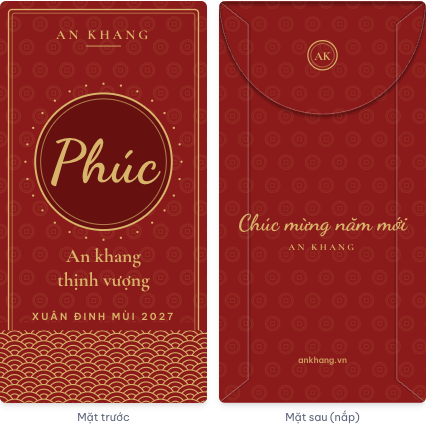 AN KHANG
Phúc
An khang
thịnh vượng
XUÂN ĐINH MÙI 2027
Mặt trước
AK
Chúc mừng năm mới
AN KHANG
ankhang.vn
Mặt sau (nắp)